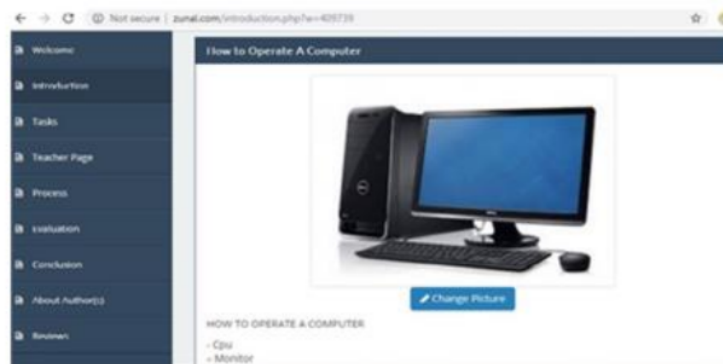 Not secure | zunal.com/introduction.php?w=409739
Welcome
Introduction
Tasks
Teacher Page
Process
Evaluation
Conclusion
About Author(s)
Reviews
How to Operate A Computer
Change Picture
HOW TO OPERATE A COMPUTER
- Cpu
- Monitor